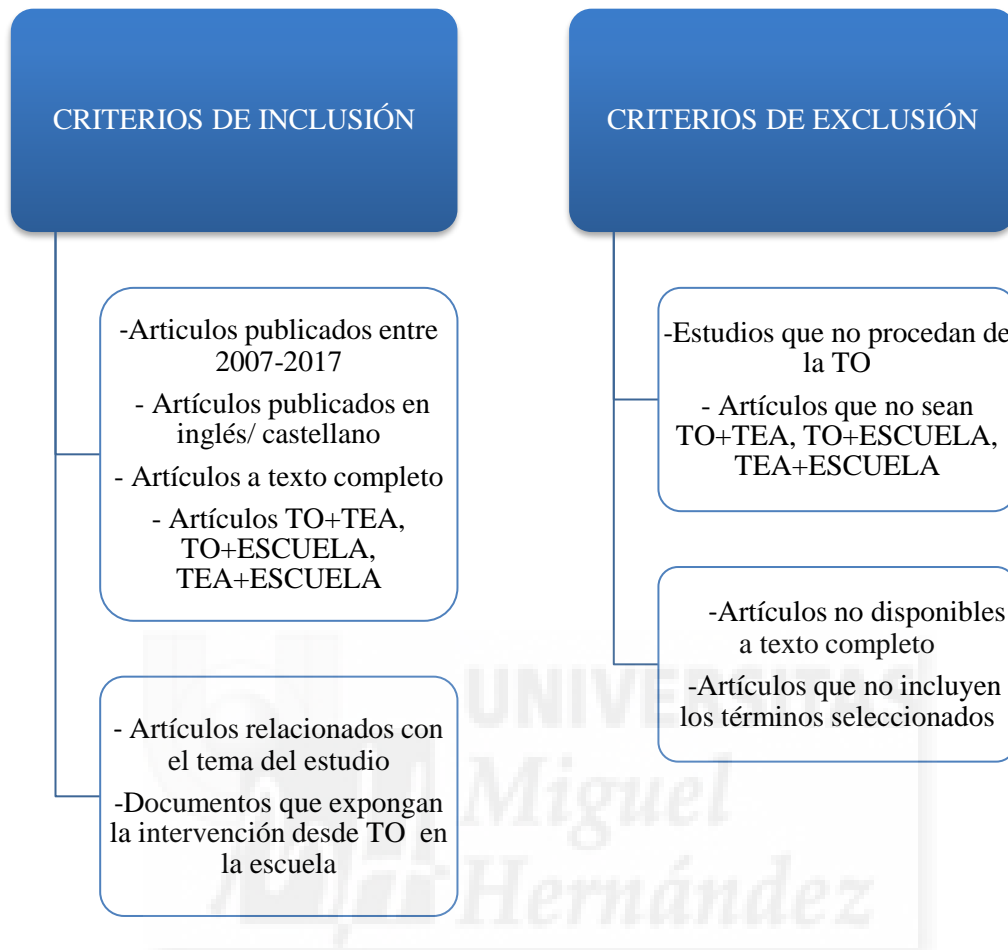 CRITERIOS DE INCLUSIÓN
-Articulos publicados entre
2007-2017
- Artículos publicados en
inglés/ castellano
- Artículos a texto completo
- Artículos TO+TEA,
TO+ESCUELA,
TEA+ESCUELA
- Artículos relacionados con
el tema del estudio
-Documentos que expongan
la intervención desde TO en
la escuela
CRITERIOS DE EXCLUSIÓN
-Estudios que no procedan de
la TO
- Artículos que no sean
TO+TEA, TO+ESCUELA,
TEA+ESCUELA
-Artículos no disponibles
a texto completo
-Artículos que no incluyen
los términos seleccionados
UNIVERSITAS
Miguel
Hernández